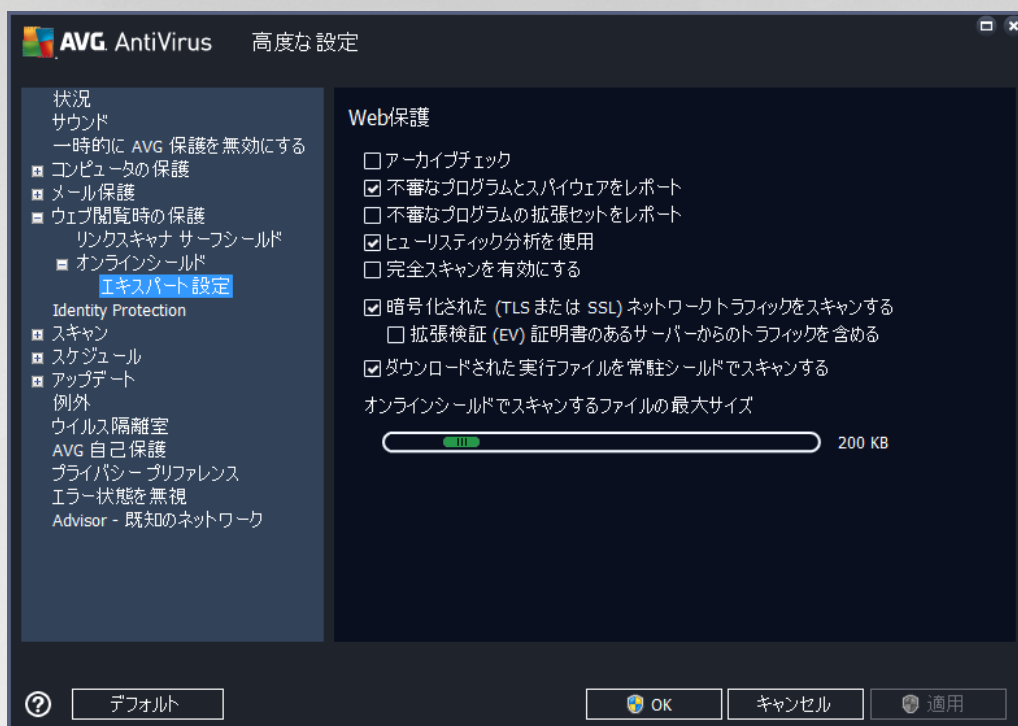 AVG. AntiVirus 高度な設定
状況
サウンド
一時的に AVG 保護を無効にする
コンピュータの保護
メール保護
ウェブ閲覧時の保護
リンクスキャナ サーフシールド
オンラインシールド
エキスパート設定
Identity Protection
スキャン
スケジュール
アップデート
例外
ウイルス隔離室
AVG 自己保護
プライバシー プリファレンス
エラー状態を無視
Advisor - 既知のネットワーク
Web保護
アーカイブチェック
不審なプログラムとスパイウェアをレポート
不審なプログラムの拡張セットをレポート
ヒューリスティック分析を使用
完全スキャンを有効にする
暗号化された (TLS または SSL) ネットワークトラフィックをスキャンする
拡張検証 (EV) 証明書のあるサーバーからのトラフィックを含める
ダウンロードされた実行ファイルを常駐シールドでスキャンする
オンラインシールドでスキャンするファイルの最大サイズ
200 KB
デフォルト
OK
キャンセル
適用